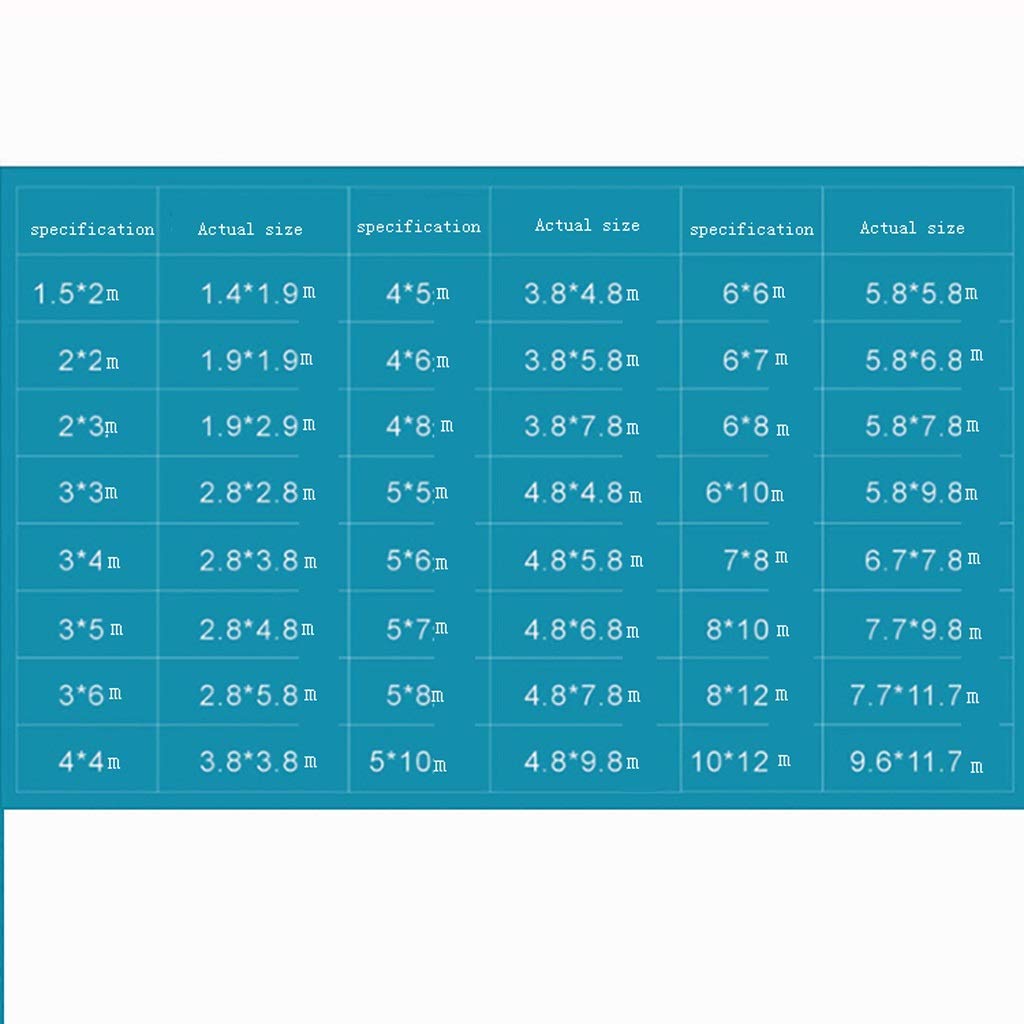 specification Actual size specification Actual size specification Actual size
1.5*2m 1.4*1.9m 4*5m 3.8*4.8m 6*6m 5.8*5.8m
2*2m 1.9*1.9m 4*6m 3.8*5.8m 6*7m 5.8*6.8m
2*3m 1.9*2.9m 4*8m 3.8*7.8m 6*8m 5.8*7.8m
3*3m 2.8*2.8m 5*5m 4.8*4.8m 6*10m 5.8*9.8m
3*4m 2.8*3.8m 5*6m 4.8*5.8m 7*8m 6.7*7.8m
3*5m 2.8*4.8m 5*7m 4.8*6.8m 8*10m 7.7*9.8m
3*6m 2.8*5.8m 5*8m 4.8*7.8m 8*12m 7.7*11.7m
4*4m 3.8*3.8m 5*10m 4.8*9.8m 10*12m 9.6*11.7m